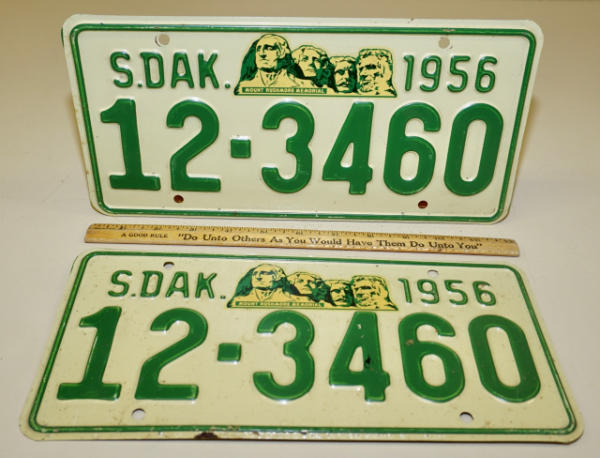 S.DAK. 1956
MOUNT RUSHMORE MEMORIAL
12-3460
A GOOD RULE "Do Unto Others As You Would Have Them Do Unto You"
S.DAK. 1956
MOUNT RUSHMORE MEMORIAL
12-3460